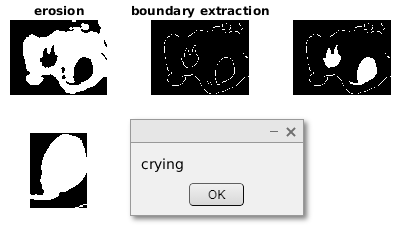 erosion
boundary extraction
crying
OK